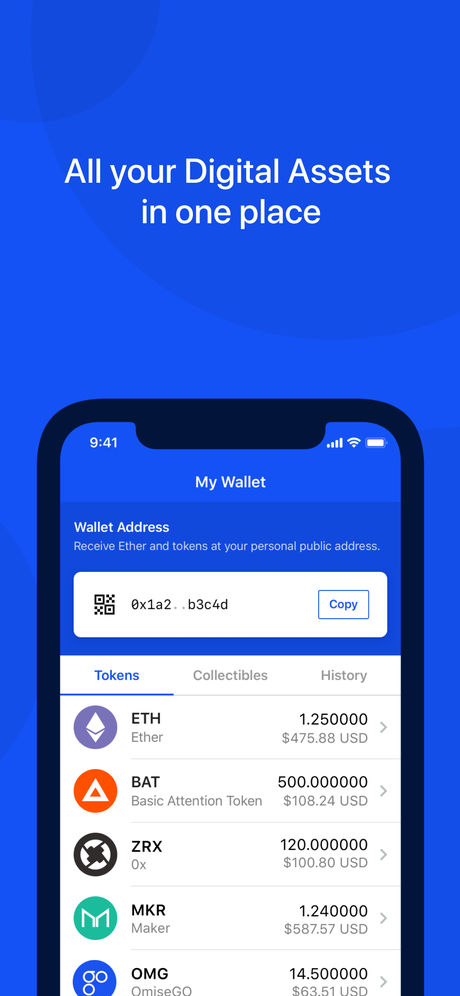 All your Digital Assets
in one place
9:41
My Wallet
Wallet Address
Receive Ether and tokens at your personal public address.
0x1a2..b3c4d
Copy
Tokens Collectibles History
ETH 1.250000
Ether $475.88 USD
BAT 500.000000
Basic Attention Token $108.24 USD
ZRX 120.000000
0x $100.80 USD
MKR 1.240000
Maker $587.57 USD
OMG 14.500000
OmiseGO $63.51 USD